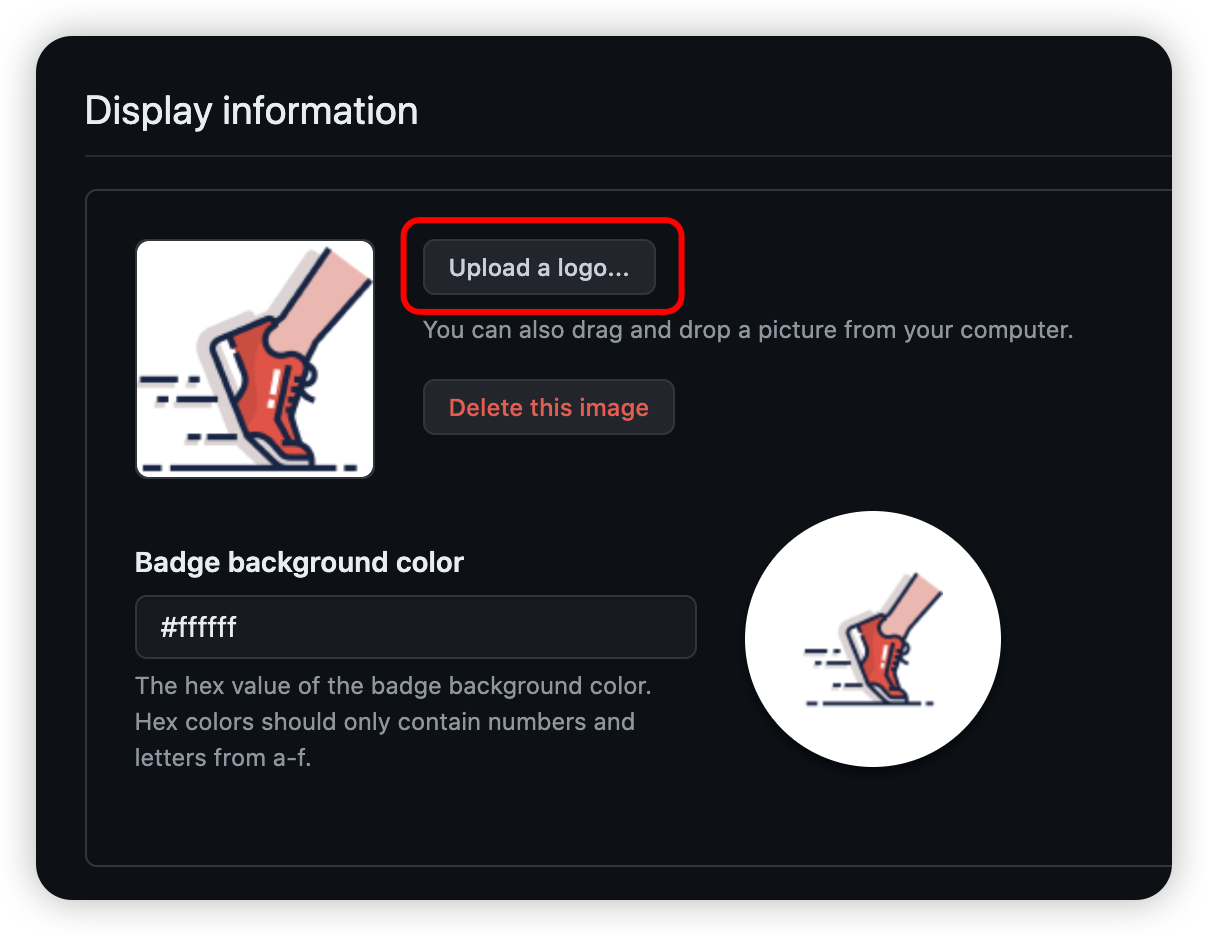 Display information
Upload a logo...
You can also drag and drop a picture from your computer.
Delete this image
Badge background color
#ffffff
The hex value of the badge background color.
Hex colors should only contain numbers and
letters from a-f.